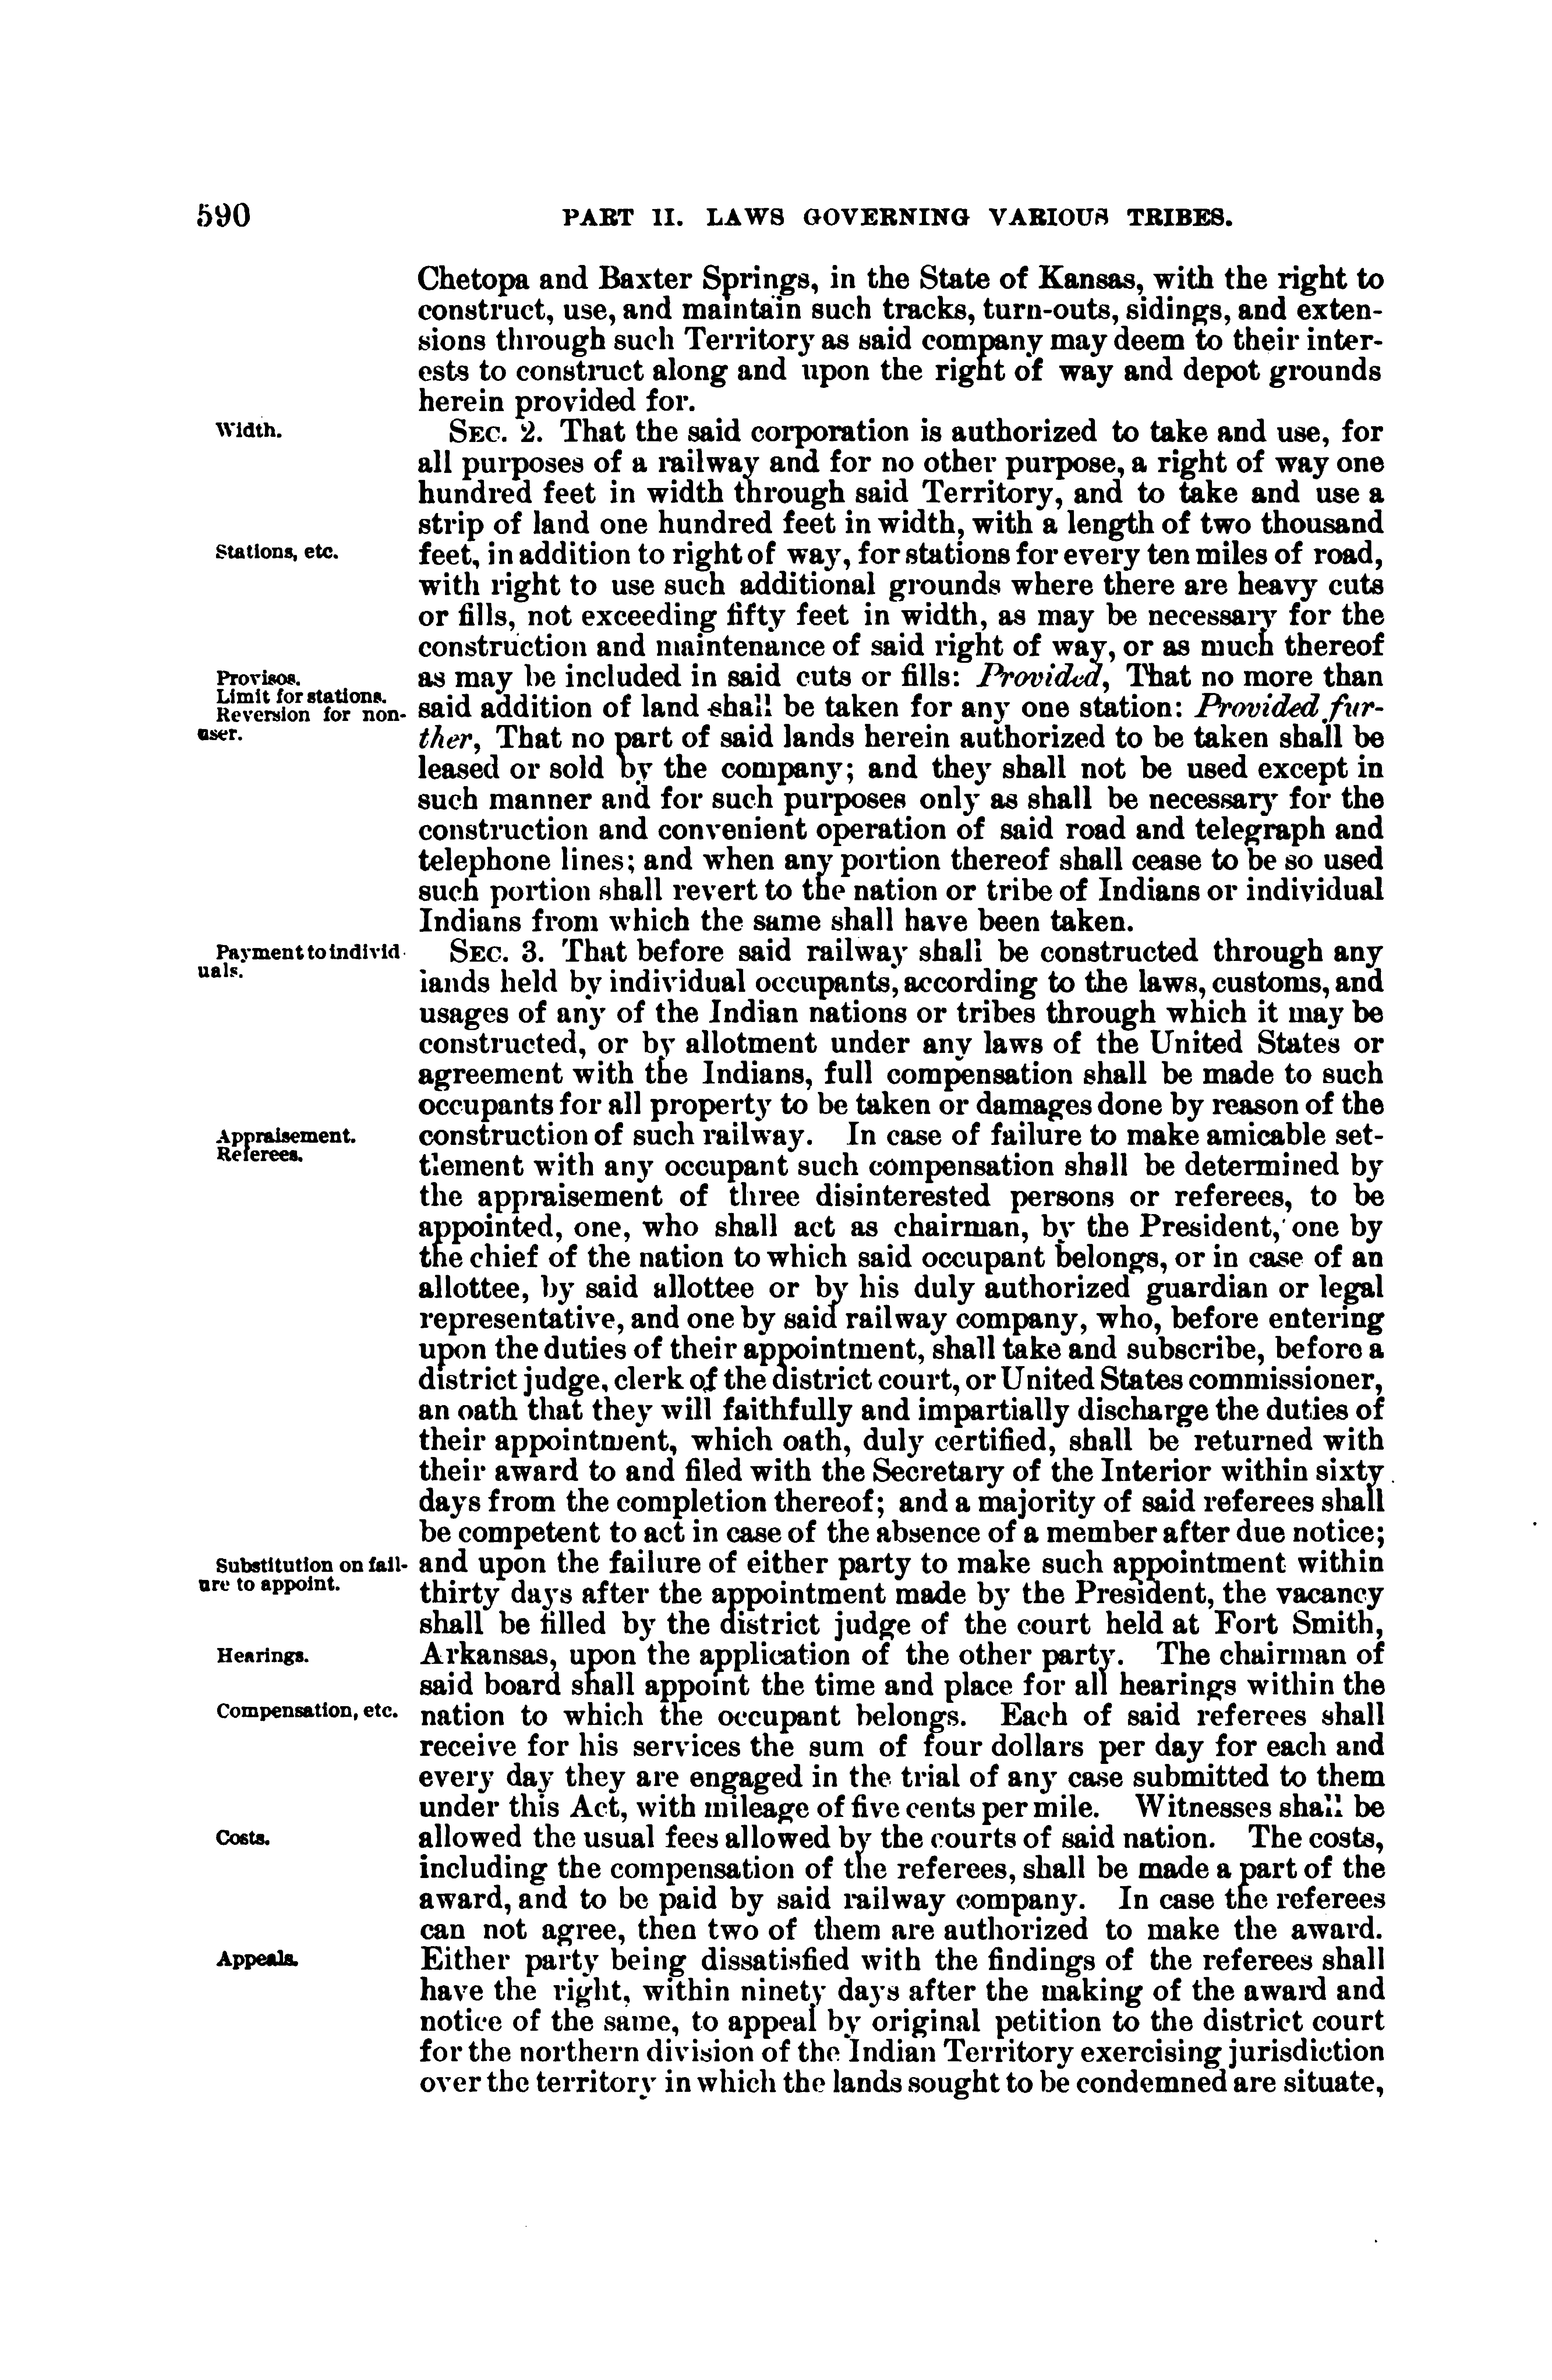 590 PART II. LAWS GOVERNING VARIOUS TRIBES.
Chetopa and Baxter Springs, in the State of Kansas, with the right to
construct, use, and maintain such tracks, turn-outs, sidings, and exten-
sions through such Territory as said company may deem to their inter-
ests to construct along and upon the right of way and depot grounds
herein provided for.
Width.
SEC. 2. That the said corporation is authorized to take and use, for
all purposes of a railway and for no other purpose, a right of way one
hundred feet in width through said Territory, and to take and use a
strip of land one hundred feet in width, with a length of two thousand
Stations, etc.
feet, in addition to right of way, for stations for every ten miles of road,
with right to use such additional grounds where there are heavy cuts
or fills, not exceeding fifty feet in width, as may be necessary for the
construction and maintenance of said right of way, or as much thereof
Provisos.
as may be included in said cuts or fills: Provided, That no more than
Limit for stations.
Reversion for non-
said addition of land shall be taken for any one station: Provided fur-
user.
ther, That no part of said lands herein authorized to be taken shall be
leased or sold by the company; and they shall not be used except in
such manner and for such purposes only as shall be necessary for the
construction and convenient operation of said road and telegraph and
telephone lines; and when any portion thereof shall cease to be so used
such portion shall revert to the nation or tribe of Indians or individual
Indians from which the same shall have been taken.
Payment to individ-
uals.
SEC. 3. That before said railway shall be constructed through any
lands held by individual occupants, according to the laws, customs, and
usages of any of the Indian nations or tribes through which it may be
constructed, or by allotment under any laws of the United States or
agreement with the Indians, full compensation shall be made to such
occupants for all property to be taken or damages done by reason of the
Appraisement.
Referees.
construction of such railway. In case of failure to make amicable set-
tlement with any occupant such compensation shall be determined by
the appraisement of three disinterested persons or referees, to be
appointed, one, who shall act as chairman, by the President, one by
the chief of the nation to which said occupant belongs, or in case of an
allottee, by said allottee or by his duly authorized guardian or legal
representative, and one by said railway company, who, before entering
upon the duties of their appointment, shall take and subscribe, before a
district judge, clerk of the district court, or United States commissioner,
an oath that they will faithfully and impartially discharge the duties of
their appointment, which oath, duly certified, shall be returned with
their award to and filed with the Secretary of the Interior within sixty
days from the completion thereof; and a majority of said referees shall
be competent to act in case of the absence of a member after due notice;
Substitution on fail-
ure to appoint.
and upon the failure of either party to make such appointment within
thirty days after the appointment made by the President, the vacancy
shall be filled by the district judge of the court held at Fort Smith,
Hearings.
Arkansas, upon the application of the other party. The chairman of
said board shall appoint the time and place for all hearings within the
Compensation, etc.
nation to which the occupant belongs. Each of said referees shall
receive for his services the sum of four dollars per day for each and
every day they are engaged in the trial of any case submitted to them
under this Act, with mileage of five cents per mile. Witnesses shall be
Costs.
allowed the usual fees allowed by the courts of said nation. The costs,
including the compensation of the referees, shall be made a part of the
award, and to be paid by said railway company. In case the referees
can not agree, then two of them are authorized to make the award.
Appeals.
Either party being dissatisfied with the findings of the referees shall
have the right, within ninety days after the making of the award and
notice of the same, to appeal by original petition to the district court
for the northern division of the Indian Territory exercising jurisdiction
over the territory in which the lands sought to be condemned are situate,